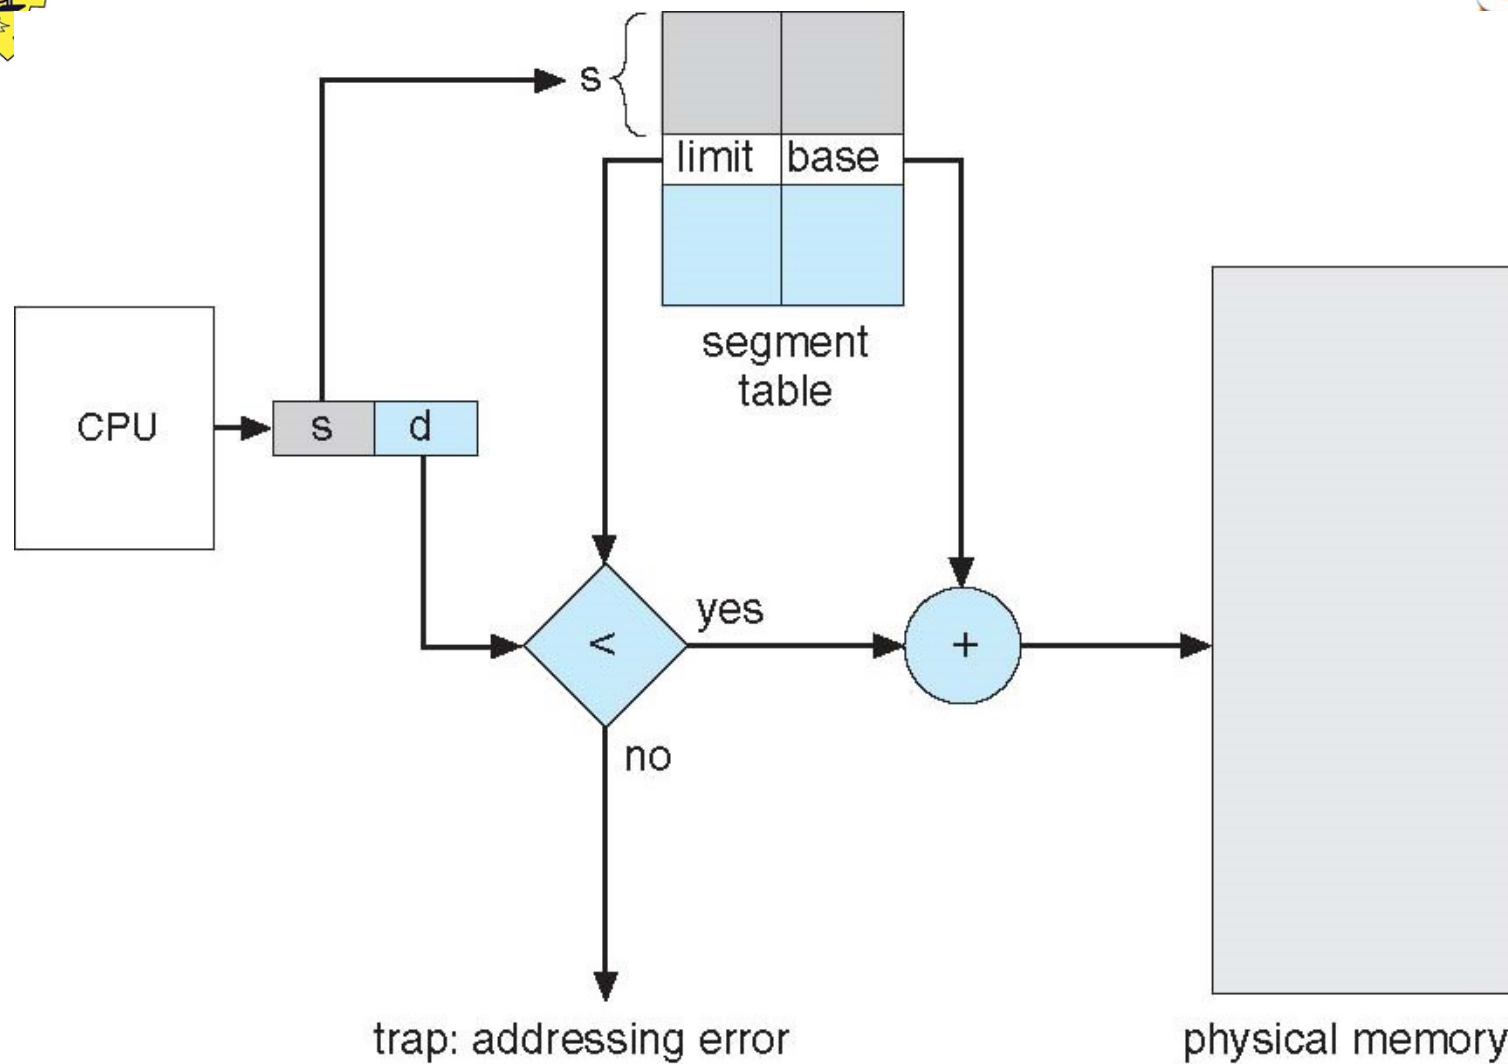 s
limit base
segment
table
CPU
s d
<
yes
+
no
trap: addressing error
physical memory